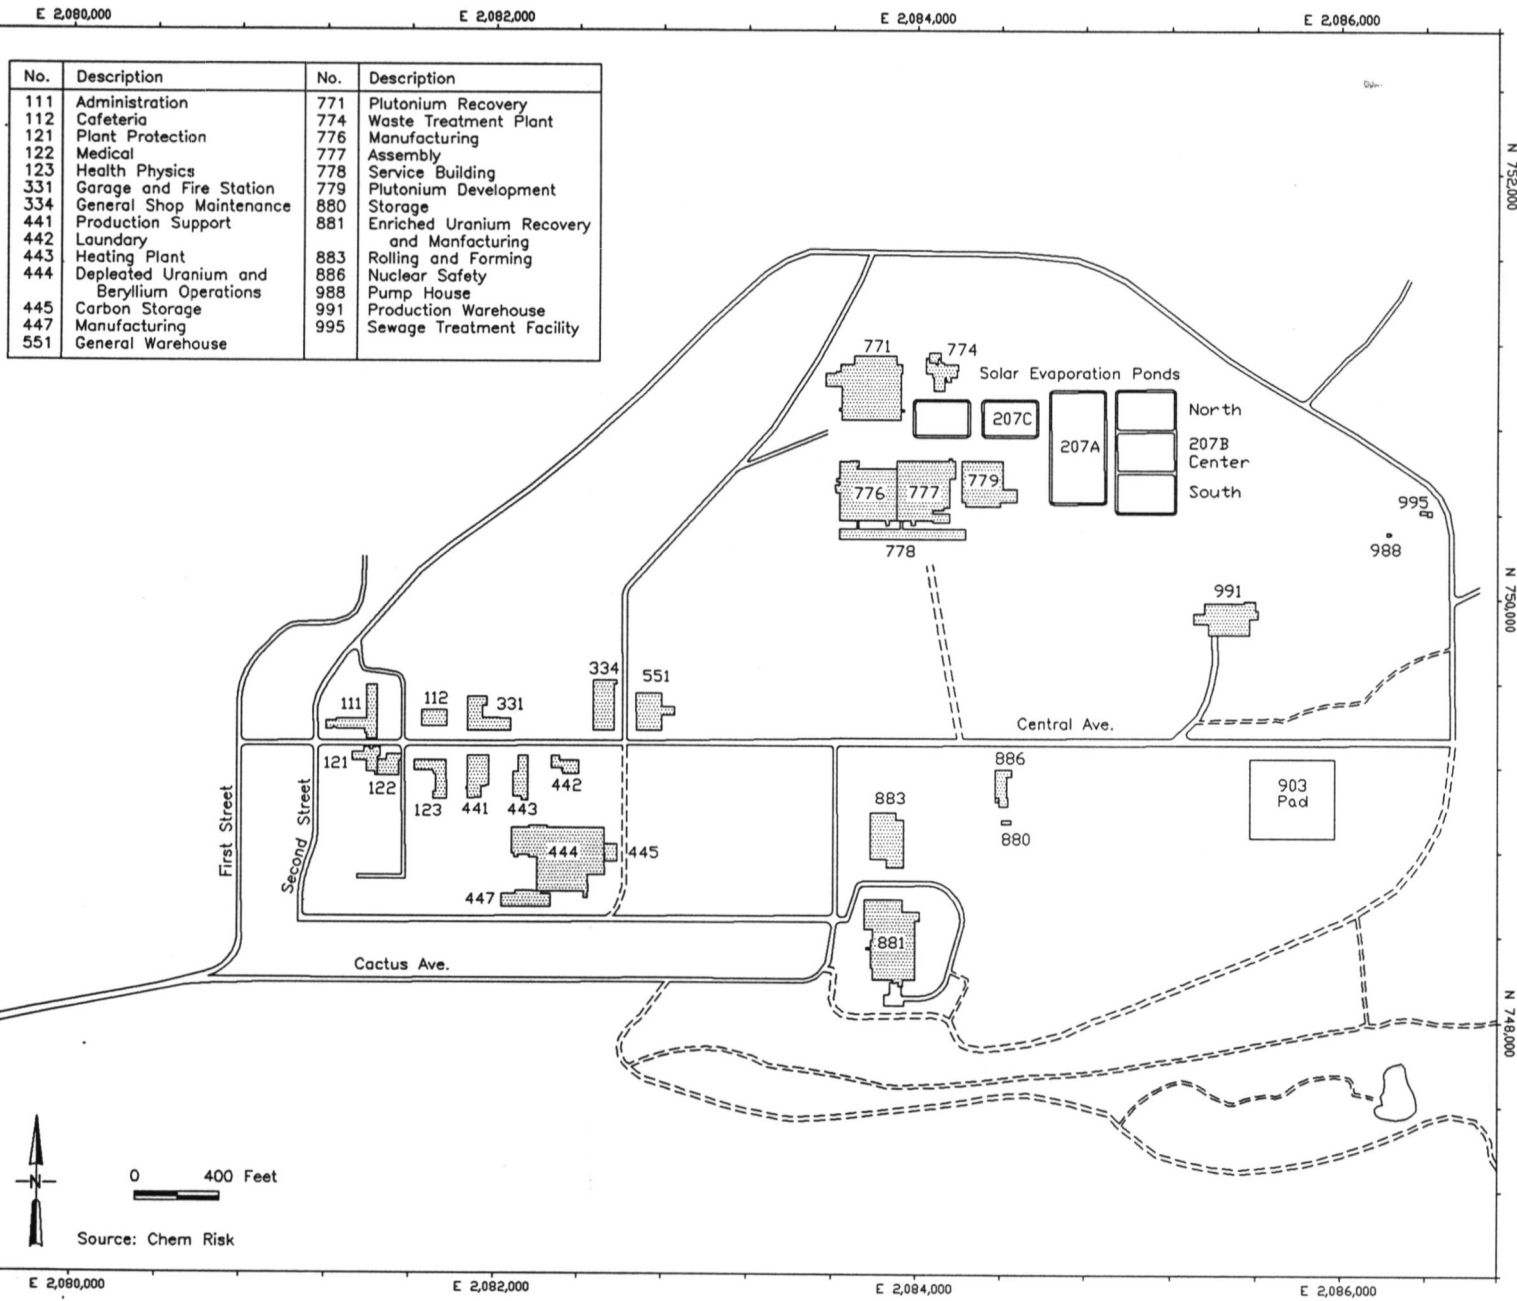 E 2,080,000
E 2,082,000
E 2,084,000
E 2,086,000
No. Description No. Description
111 Administration 771 Plutonium Recovery
112 Cafeteria 774 Waste Treatment Plant
121 Plant Protection 776 Manufacturing
122 Medical 777 Assembly
123 Health Physics 778 Service Building
331 Garage and Fire Station 779 Plutonium Development
334 General Shop Maintenance 880 Storage
441 Production Support 881 Enriched Uranium Recovery
442 Laundary and Manfacturing
443 Heating Plant 883 Rolling and Forming
444 Depleated Uranium and 886 Nuclear Safety
Beryllium Operations 988 Pump House
445 Carbon Storage 991 Production Warehouse
447 Manufacturing 995 Sewage Treatment Facility
551 General Warehouse
N 752,000
771
774
Solar Evaporation Ponds
North
207C
207A
207B
Center
South
776
777
779
778
995
988
N 750,000
991
334
551
111
112
331
Central Ave.
121
122
123
441
443
442
886
883
903
Pad
880
First Street
Second Street
444
445
447
881
Cactus Ave.
N 748,000
N
0 400 Feet
Source: Chem Risk
E 2,080,000
E 2,082,000
E 2,084,000
E 2,086,000